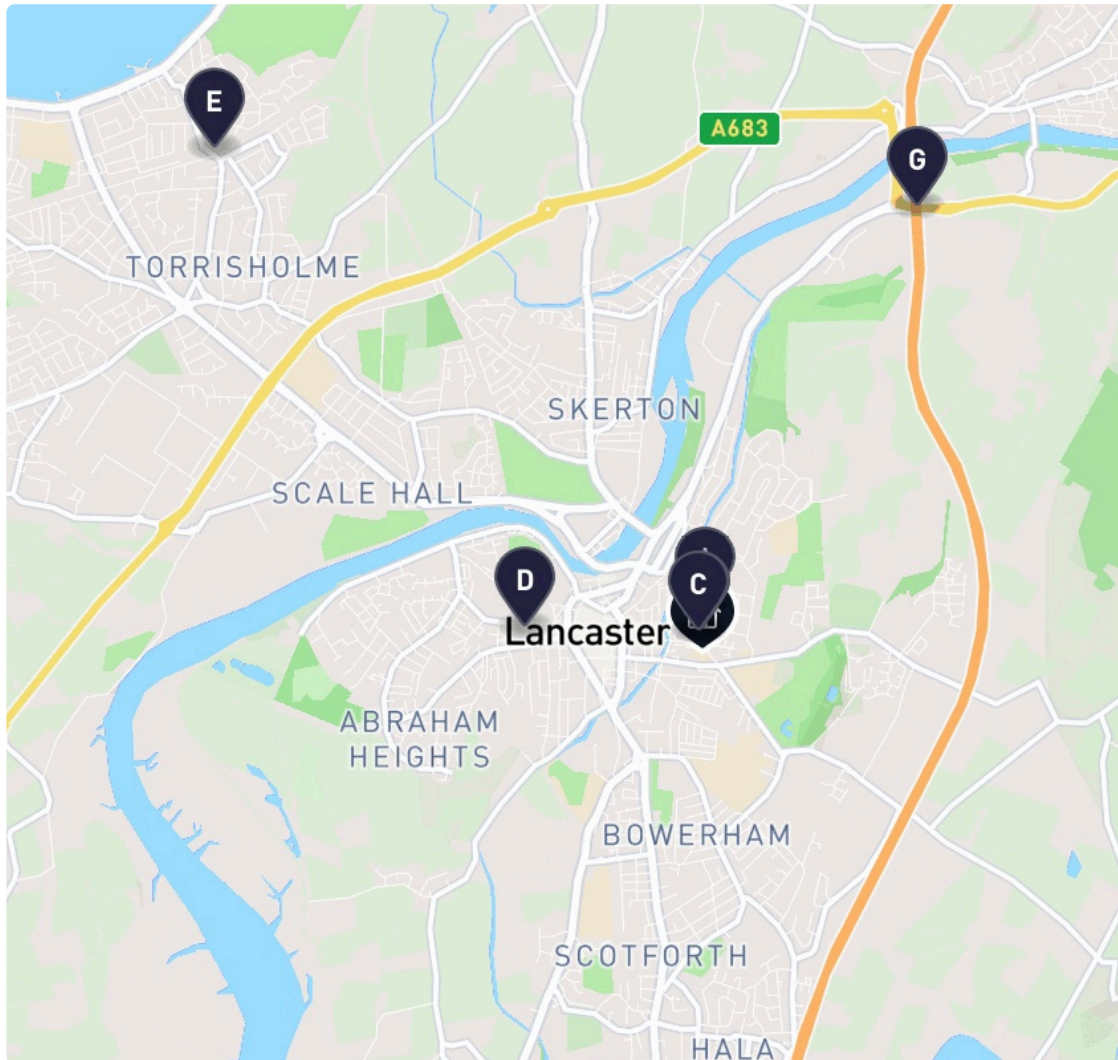 E
A683
G
TORRISHOLME
SKERTON
SCALE HALL
D
C
Lancaster
ABRAHAM
HEIGHTS
BOWERHAM
SCOTFORTH
HALA